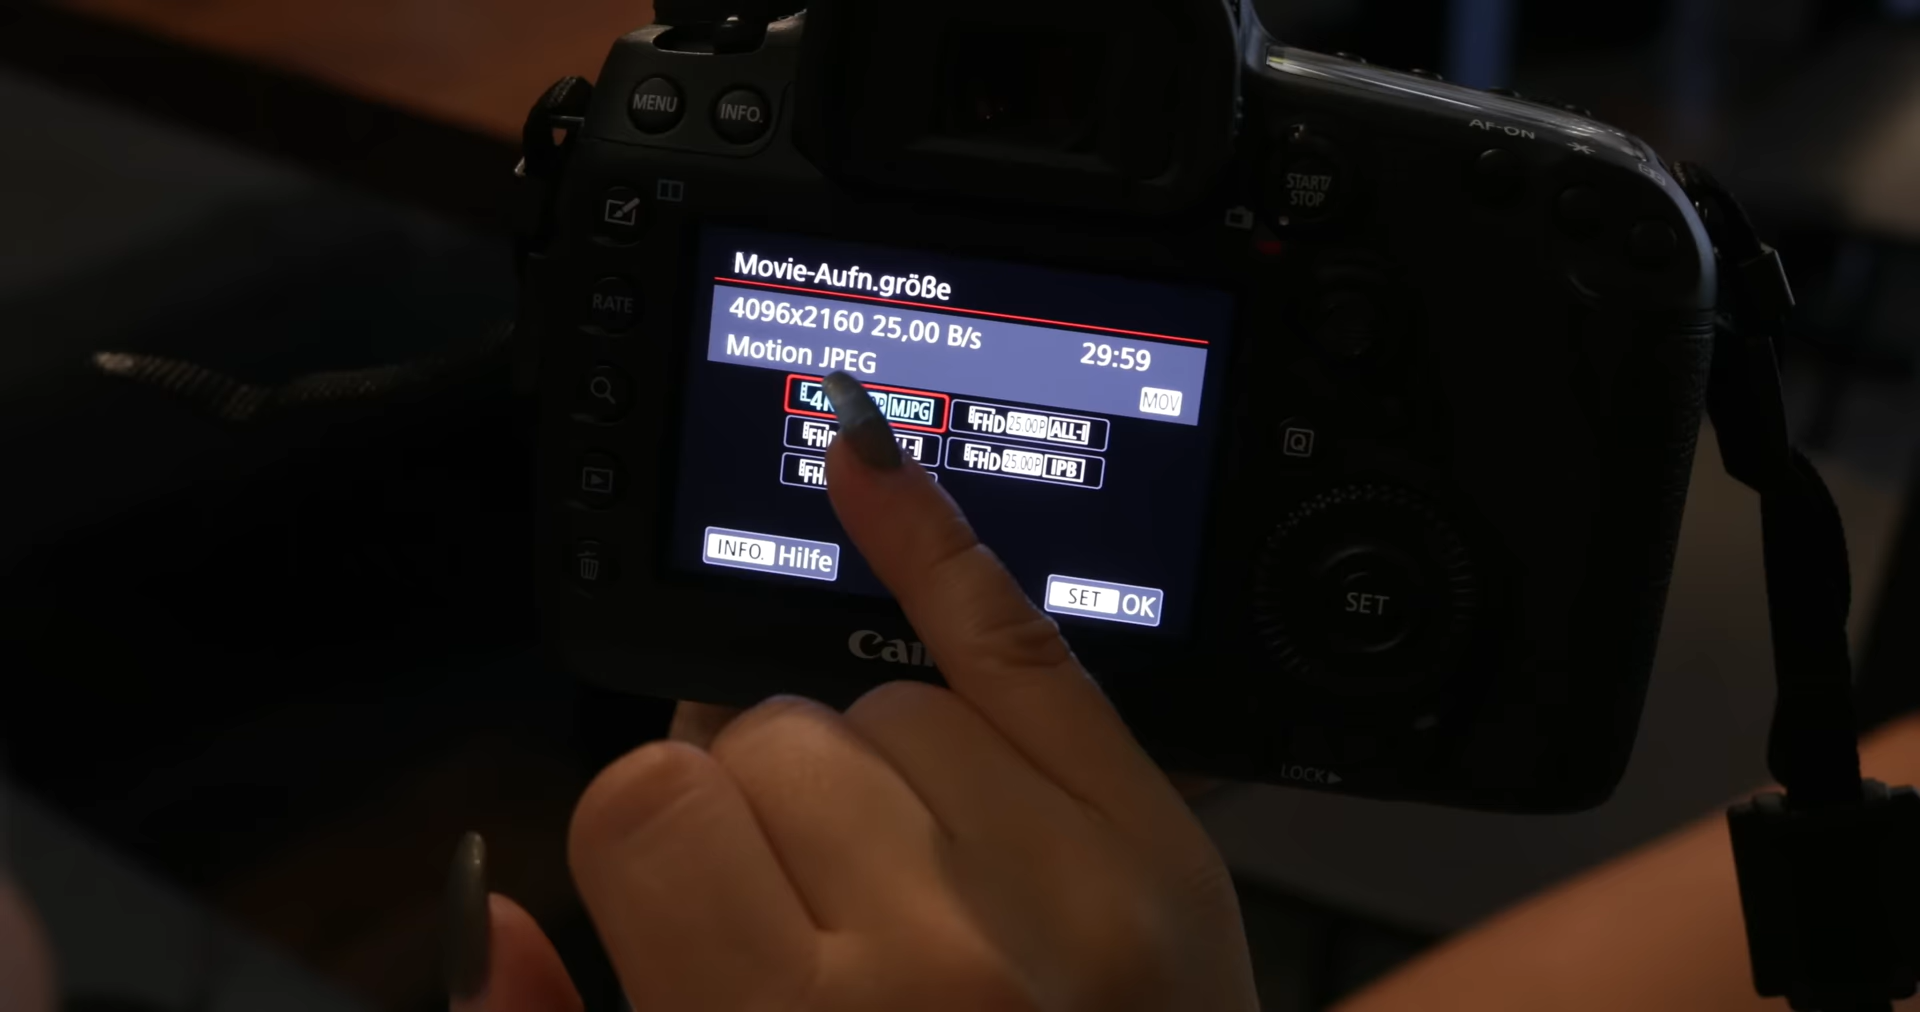 MENU
INFO.
AF-ON
START/
STOP
RATE
Movie-Aufn.größe
4096x2160 25,00 B/s
29:59
Motion JPEG
MOV
MJPG
FHD 25.00P ALL-I
FHD 25.00P IPB
INFO. Hilfe
SET OK
Q
SET
LOCK▶